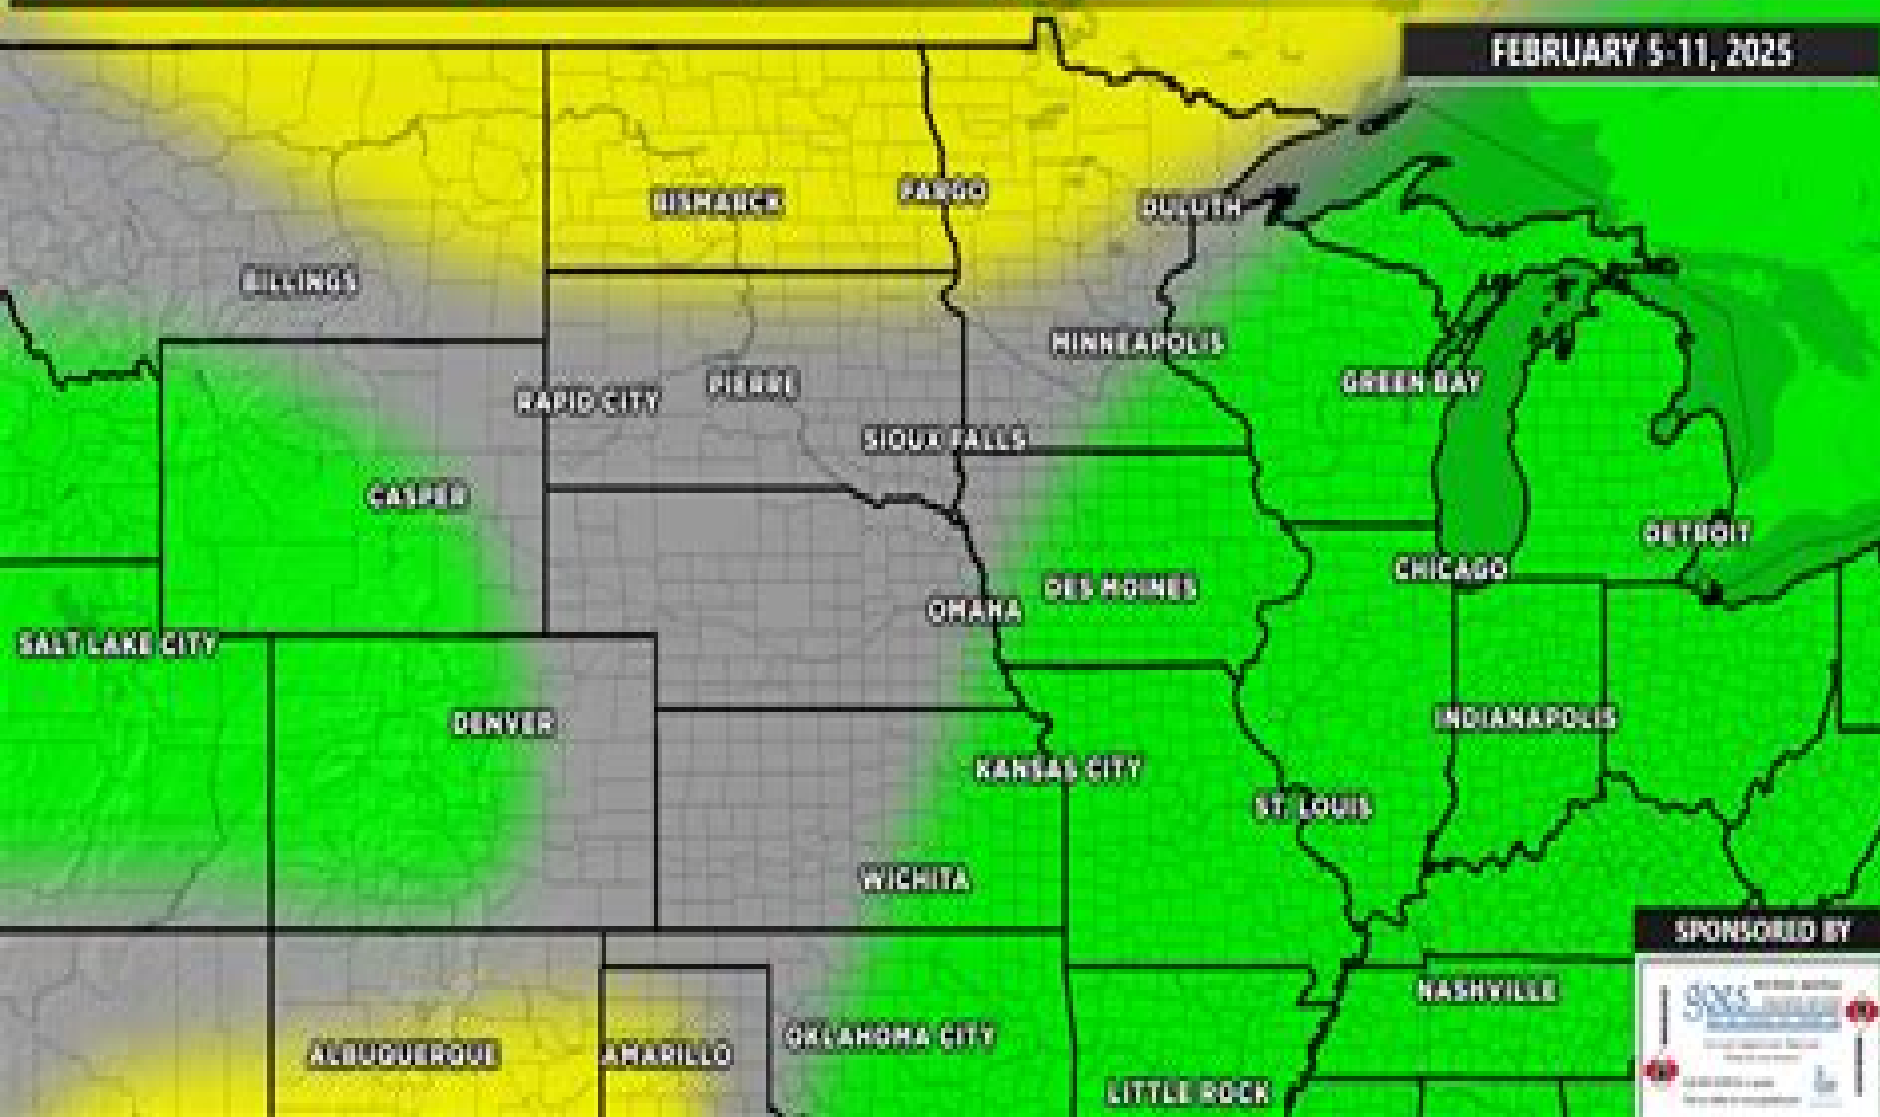 FEBRUARY 5-11, 2025
BISMARCK
FARGO
DULUTH
BILLINGS
MINNEAPOLIS
RAPID CITY
PIERRE
GREEN BAY
SIOUX FALLS
CASPER
DETROIT
CHICAGO
DES MOINES
OMAHA
SALT LAKE CITY
DENVER
INDIANAPOLIS
KANSAS CITY
ST. LOUIS
WICHITA
SPONSORED BY
NASHVILLE
OKLAHOMA CITY
ALBUQUERQUE
AMARILLO
LITTLE ROCK